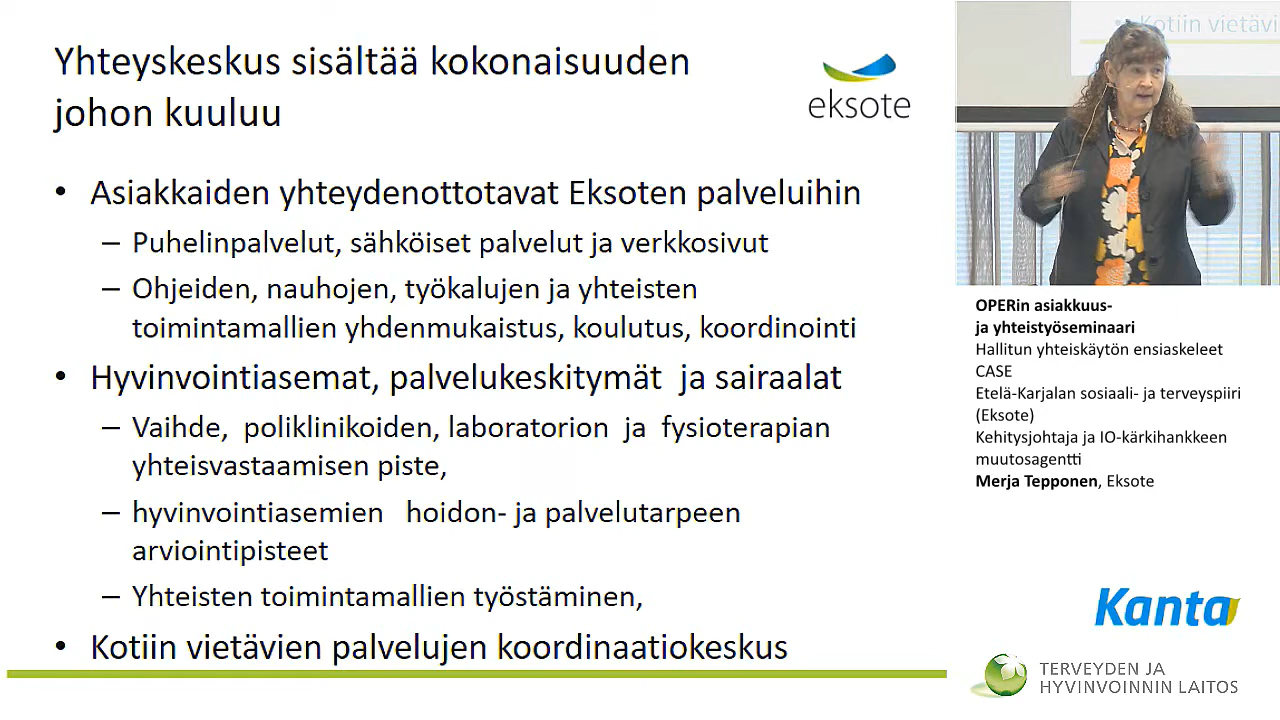 Yhteyskeskus sisältää kokonaisuuden
johon kuuluu
eksote
• Asiakkaiden yhteydenottotavat Eksoten palveluihin
– Puhelinpalvelut, sähköiset palvelut ja verkkosivut
– Ohjeiden, nauhojen, työkalujen ja yhteisten
toimintamallien yhdenmukaistus, koulutus, koordinointi
• Hyvinvointiasemat, palvelukeskitymät ja sairaalat
– Vaihde, poliklinikoiden, laboratorion ja fysioterapian
yhteisvastaamisen piste,
– hyvinvointiasemien hoidon- ja palvelutarpeen
arviointipisteet
– Yhteisten toimintamallien työstäminen,
• Kotiin vietävien palvelujen koordinaatiokeskus
Kotiin vietävi
OPERin asiakkuus-
ja yhteistyöseminaari
Hallitun yhteiskäytön ensiaskeleet
CASE
Etelä-Karjalan sosiaali- ja terveyspiiri
(Eksote)
Kehitysjohtaja ja IO-kärkihankkeen
muutosagentti
Merja Tepponen, Eksote
Kanta
TERVEYDEN JA
HYVINVOINNIN LAITOS